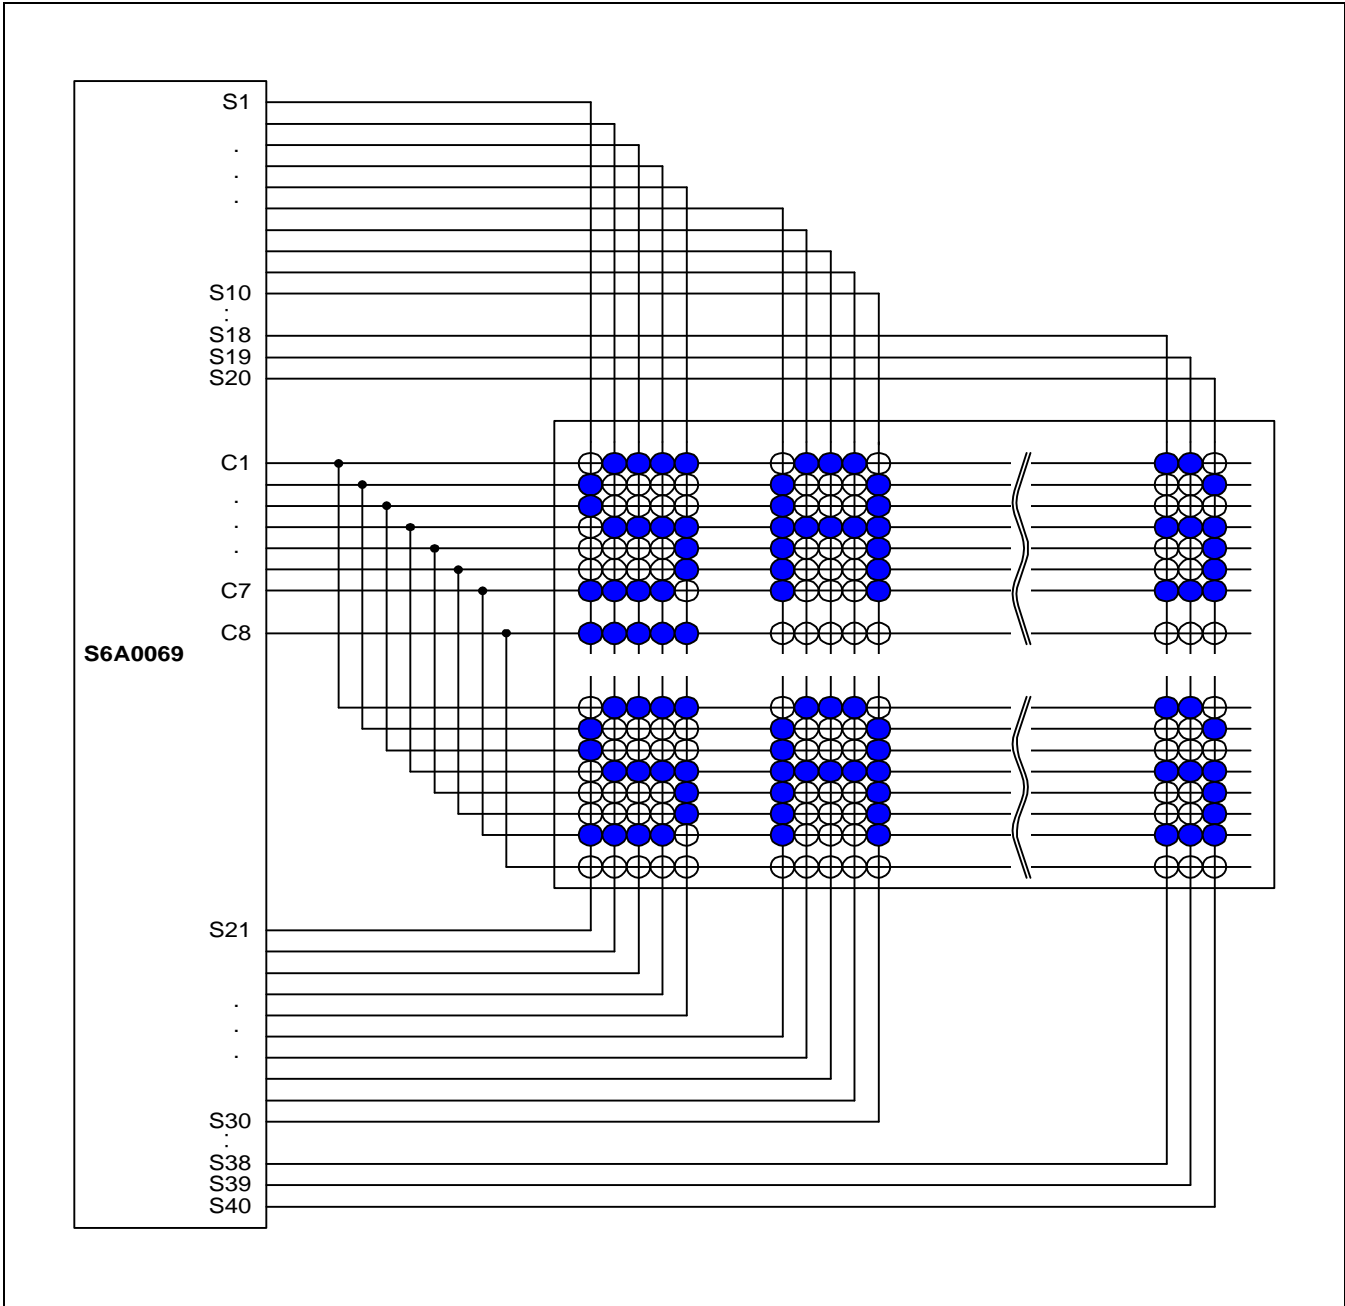 S1
.
.
.
S10
:
S18
S19
S20
C1
.
.
.
C7
C8
S6A0069
S21
.
.
.
S30
:
S38
S39
S40